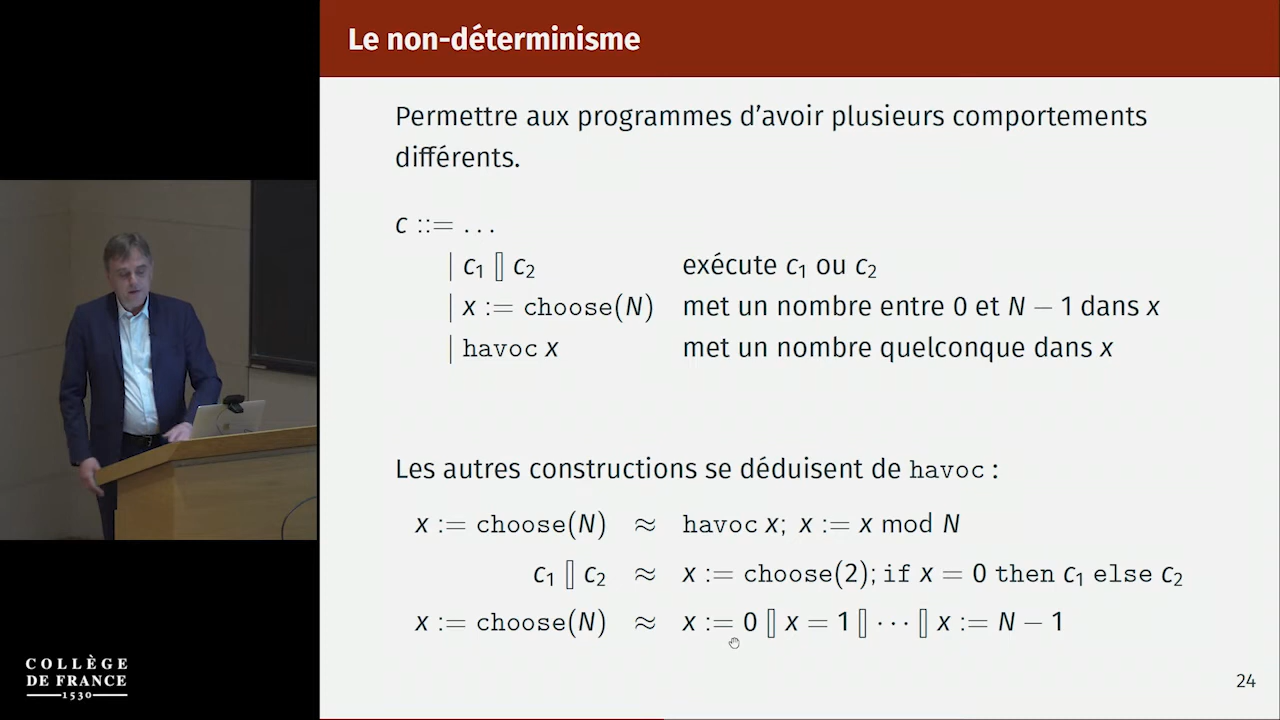 Le non-déterminisme
Permettre aux programmes d'avoir plusieurs comportements
différents.
c ::= ...
| c₁ [] c₂ exécute c₁ ou c₂
| x := choose(N) met un nombre entre 0 et N − 1 dans x
| havoc x met un nombre quelconque dans x
Les autres constructions se déduisent de havoc :
x := choose(N) ≈ havoc x; x := x mod N
c₁ [] c₂ ≈ x := choose(2); if x = 0 then c₁ else c₂
x := choose(N) ≈ x := 0 [] x = 1 [] ··· [] x := N − 1
24
COLLÈGE
DE FRANCE
1530